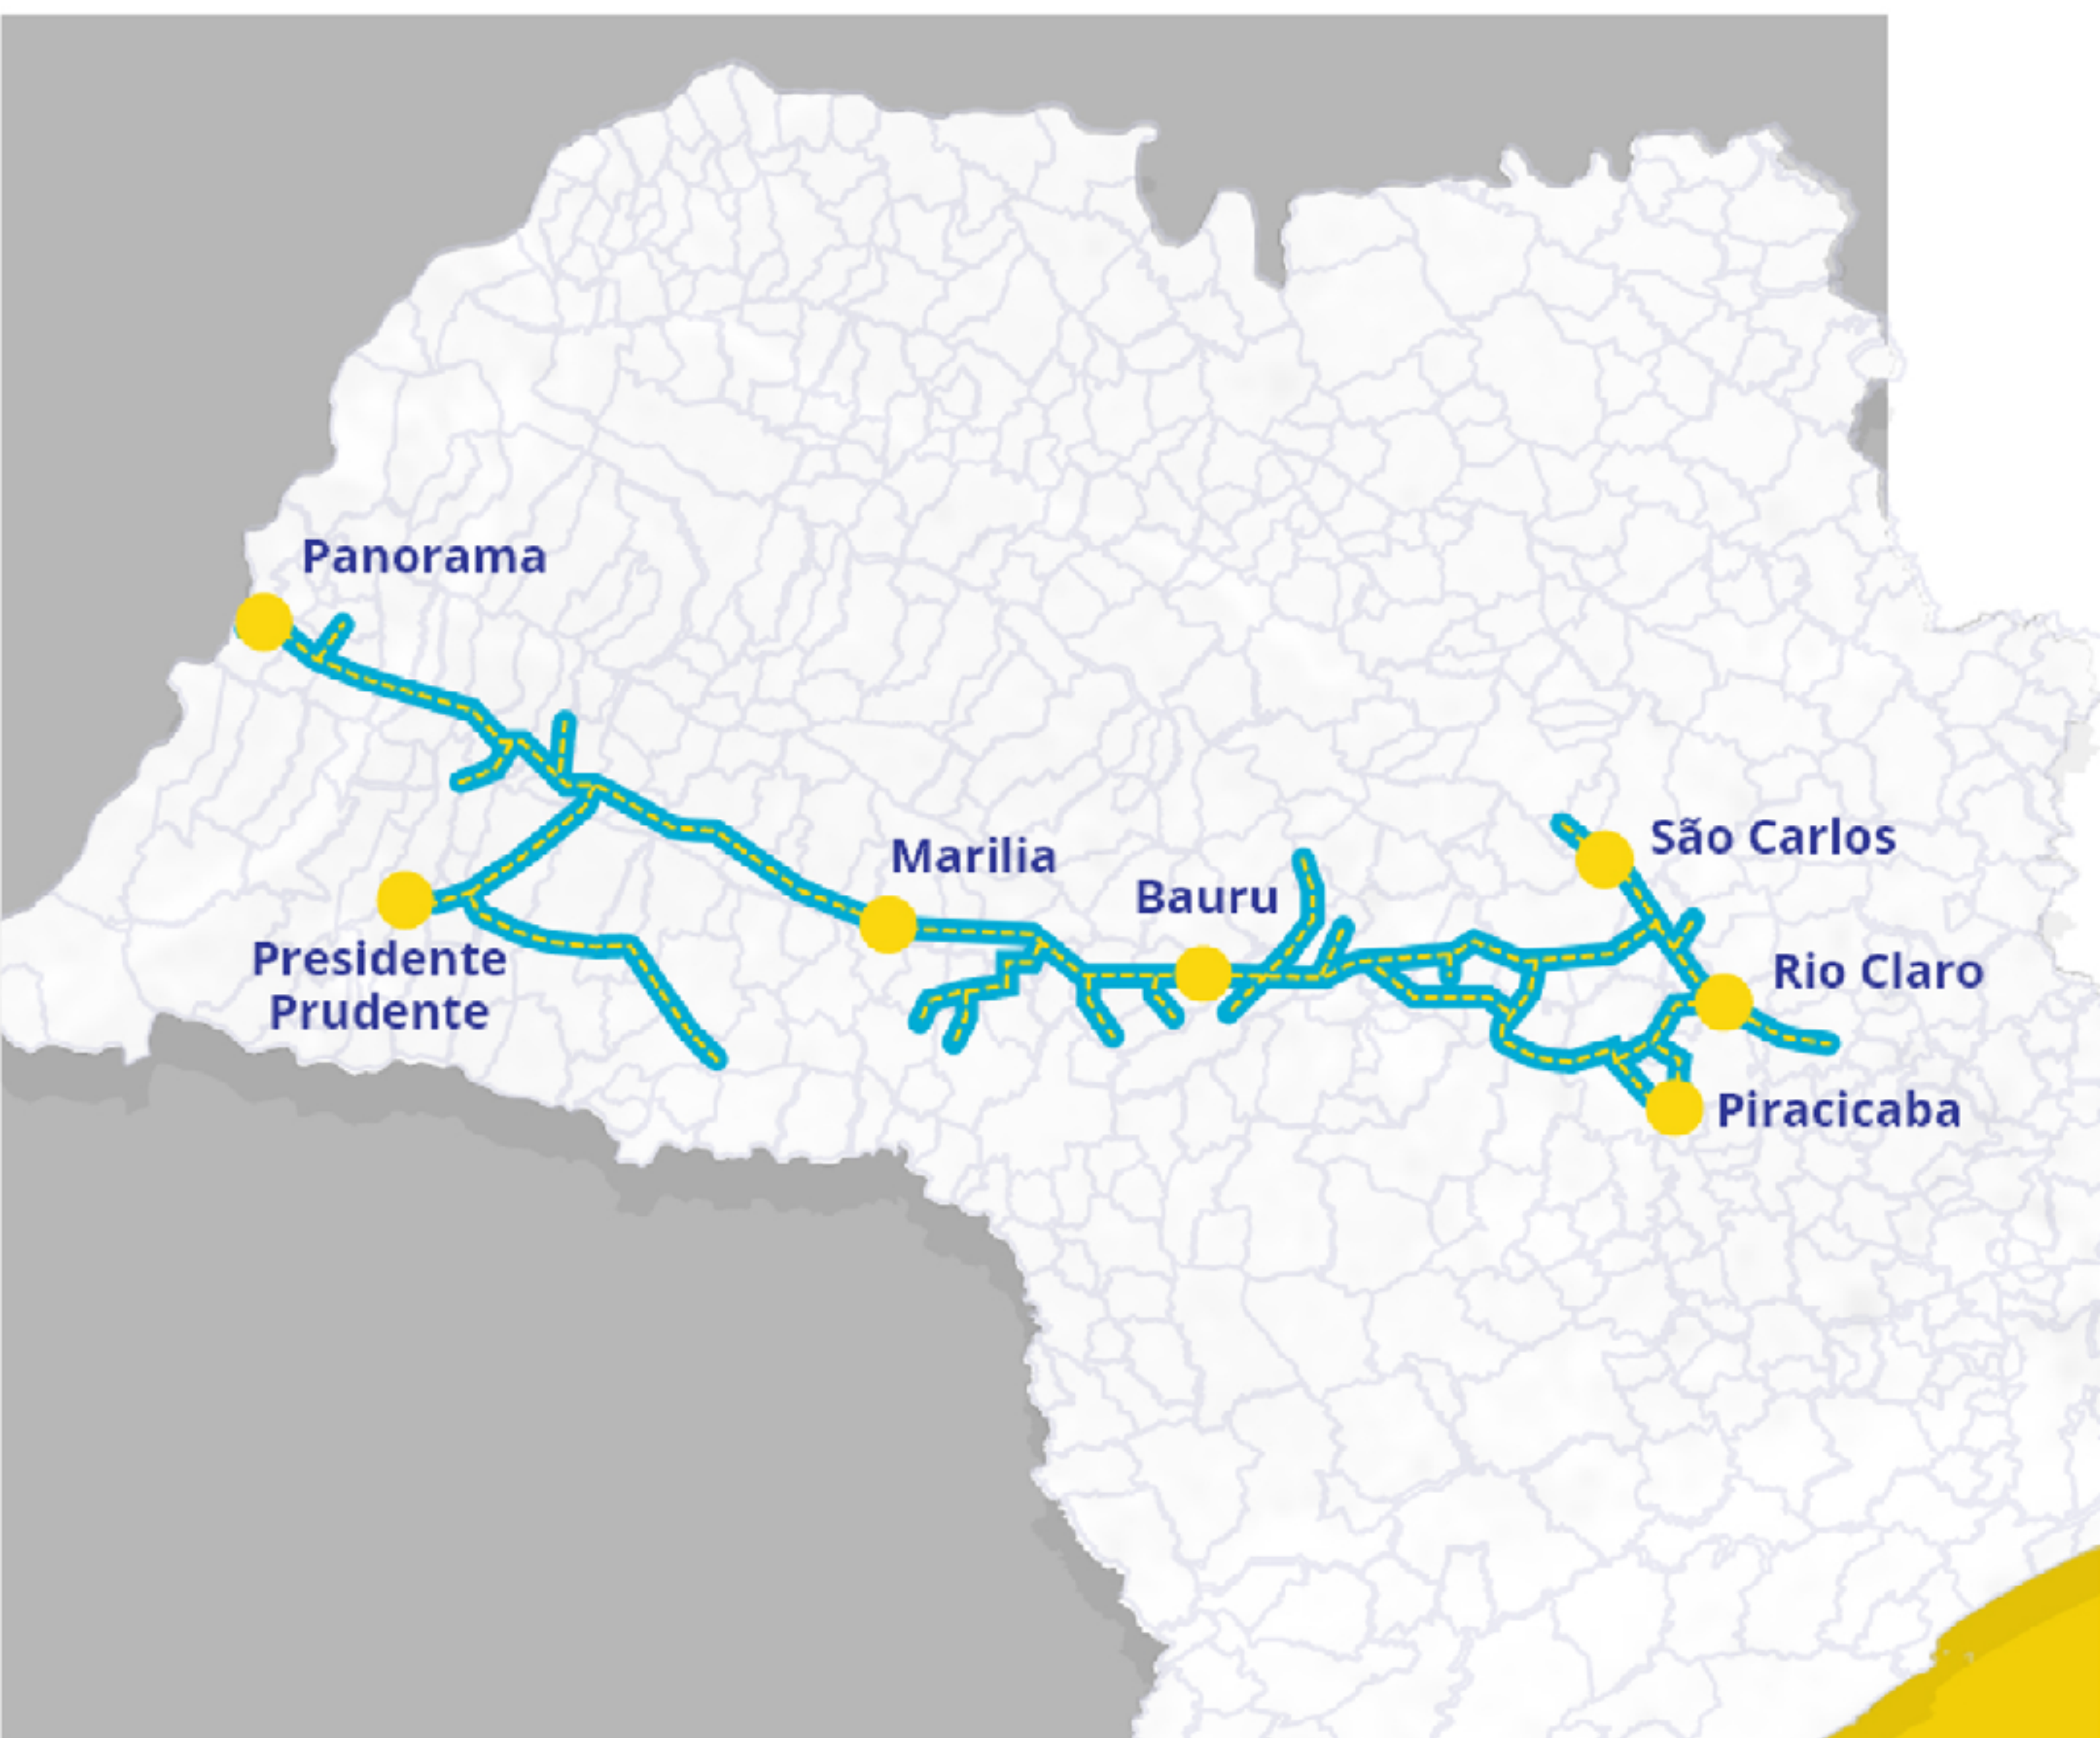 Panorama
São Carlos
Marilia
Bauru
Presidente
Prudente
Rio Claro
Piracicaba